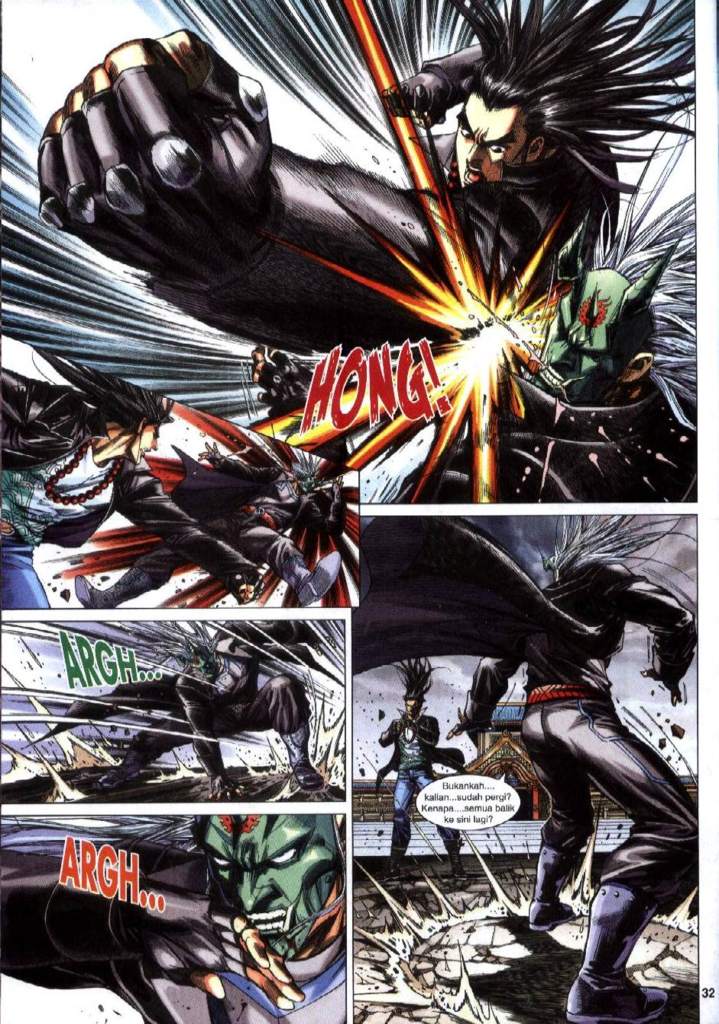 HONG!
ARGH...
ARGH...
Bukankah....
kalian...sudah pergi?
Kenapa....semua balik
ke sini lagi?
32